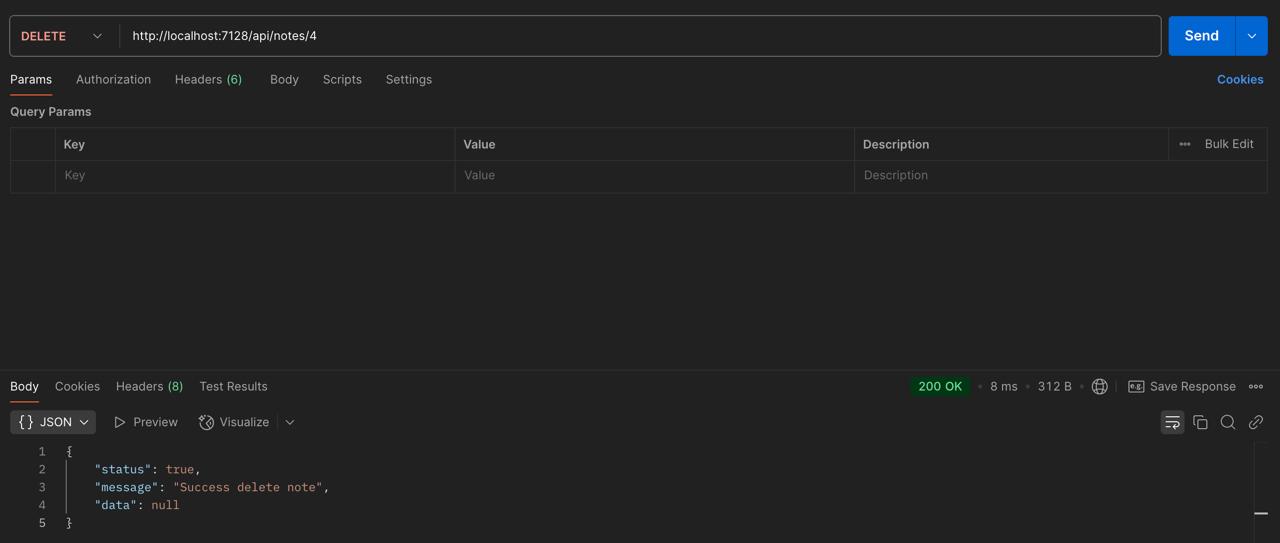 DELETE http://localhost:7128/api/notes/4 Send
Params Authorization Headers (6) Body Scripts Settings Cookies
Query Params
Key Value Description ••• Bulk Edit
Key Value Description
Body Cookies Headers (8) Test Results 200 OK • 8 ms • 312 B • e.g. Save Response
{} JSON Preview Visualize
1 {
2 "status": true,
3 "message": "Success delete note",
4 "data": null
5 }